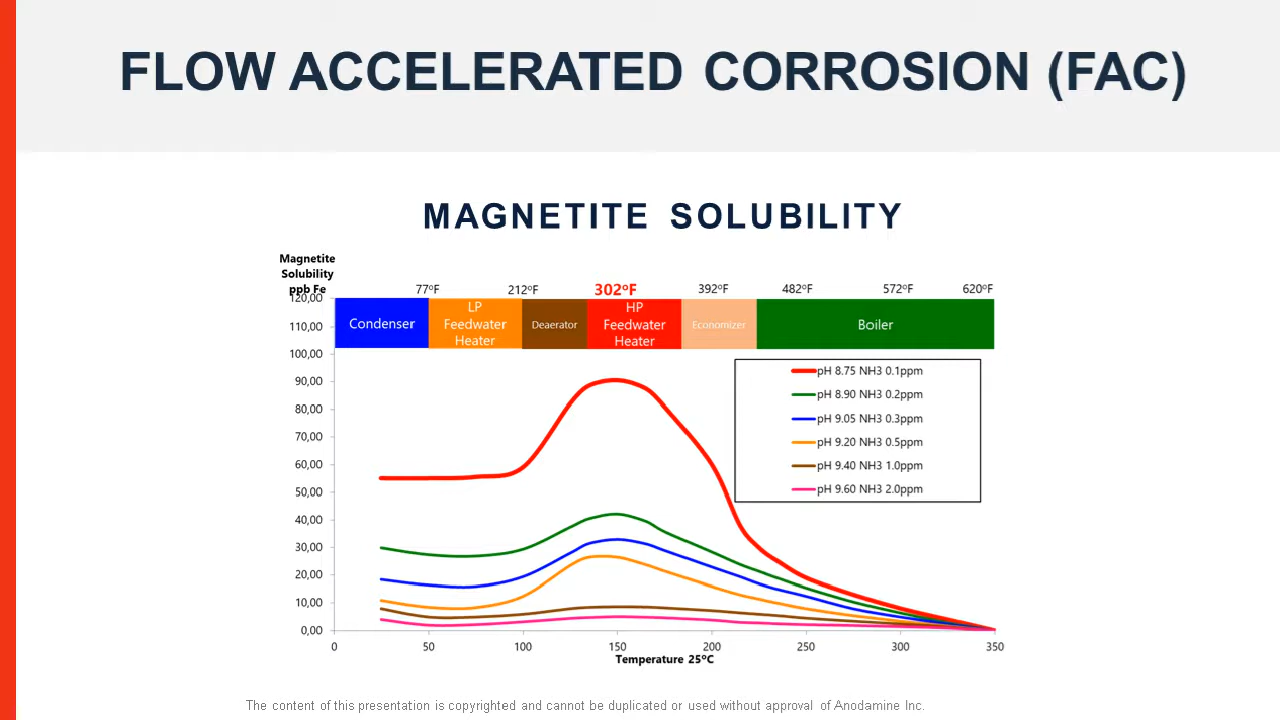 FLOW ACCELERATED CORROSION (FAC)
MAGNETITE SOLUBILITY
Magnetite
Solubility
ppb Fe
77ºF
212ºF
302ºF
392ºF
482ºF
572ºF
620ºF
Condenser
LP
Feedwater
Heater
Deaerator
HP
Feedwater
Heater
Economizer
Boiler
120,00
110,00
100,00
90,00
80,00
70,00
60,00
50,00
40,00
30,00
20,00
10,00
0,00
pH 8.75 NH3 0.1ppm
pH 8.90 NH3 0.2ppm
pH 9.05 NH3 0.3ppm
pH 9.20 NH3 0.5ppm
pH 9.40 NH3 1.0ppm
pH 9.60 NH3 2.0ppm
0 50 100 150 200 250 300 350
Temperature 25ºC
The content of this presentation is copyrighted and cannot be duplicated or used without approval of Anodamine Inc.